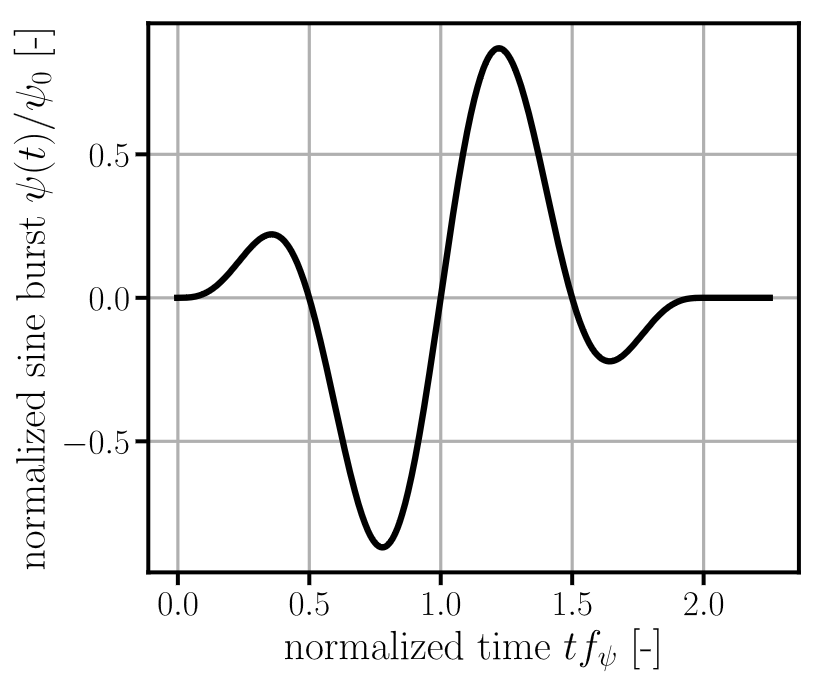 normalized sine burst ψ(t)/ψ₀ [-]
0.5
0.0
−0.5
0.0 0.5 1.0 1.5 2.0
normalized time tf_ψ [-]